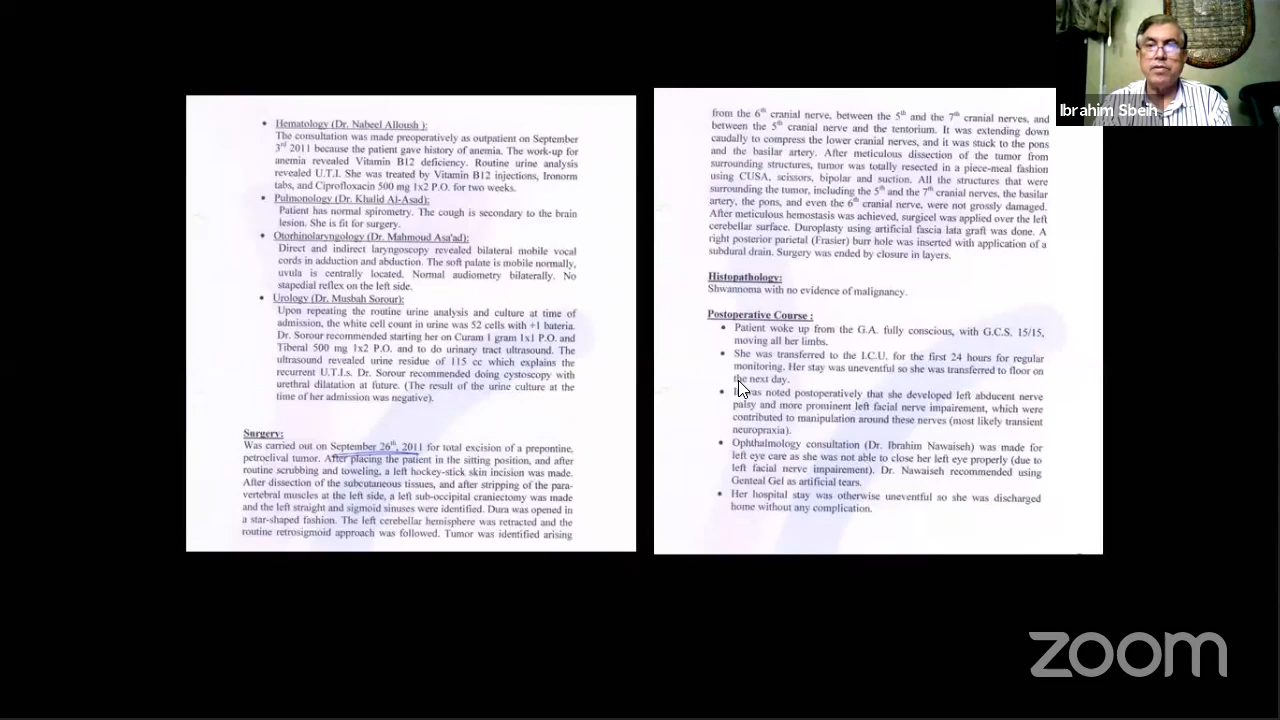 Hematology (Dr. Nabeel Alloush ):
The consultation was made preoperatively as outpatient on September
3rd 2011 because the patient gave history of anemia. The work-up for
anemia revealed Vitamin B12 deficiency. Routine urine analysis
revealed U.T.I. She was treated by Vitamin B12 injections, Ironorm
tabs, and Ciprofloxacin 500 mg 1x2 P.O. for two weeks.
Pulmonology (Dr. Khalid Al-Asad):
Patient has normal spirometry. The cough is secondary to the brain
lesion. She is fit for surgery.
Otorhinolaryngology (Dr. Mahmoud Asa'ad):
Direct and indirect laryngoscopy revealed bilateral mobile vocal
cords in adduction and abduction. The soft palate is mobile normally,
uvula is centrally located. Normal audiometry bilaterally. No
stapedial reflex on the left side.
Urology (Dr. Musbah Sorour):
Upon repeating the routine urine analysis and culture at time of
admission, the white cell count in urine was 52 cells with +1 bateria.
Dr. Sorour recommended starting her on Curam 1 gram 1x1 P.O. and
Tiberal 500 mg 1x2 P.O. and to do urinary tract ultrasound. The
ultrasound revealed urine residue of 115 cc which explains the
recurrent U.T.I.s. Dr. Sorour recommended doing cystoscopy with
urethral dilatation at future. (The result of the urine culture at the
time of her admission was negative).
Surgery:
Was carried out on September 26th, 2011 for total excision of a prepontine,
petroclival tumor. After placing the patient in the sitting position, and after
routine scrubbing and toweling, a left hockey-stick skin incision was made.
After dissection of the subcutaneous tissues, and after stripping of the para-
vertebral muscles at the left side, a left sub-occipital craniectomy was made
and the left straight and sigmoid sinuses were identified. Dura was opened in
a star-shaped fashion. The left cerebellar hemisphere was retracted and the
routine retrosigmoid approach was followed. Tumor was identified arising
from the 6th cranial nerve, between the 5th and the 7th cranial nerves, and
between the 5th cranial nerve and the tentorium. It was extending down
caudally to compress the lower cranial nerves, and it was stuck to the pons
and the basilar artery. After meticulous dissection of the tumor from
surrounding structures, tumor was totally resected in a piece-meal fashion
using CUSA, scissors, bipolar and suction. All the structures that were
surrounding the tumor, including the 5th and the 7th cranial nerves, the basilar
artery, the pons, and even the 6th cranial nerve, were not grossly damaged.
After meticulous hemostasis was achieved, surgicel was applied over the left
cerebellar surface. Duroplasty using artificial fascia lata graft was done. A
right posterior parietal (Frasier) burr hole was inserted with application of a
subdural drain. Surgery was ended by closure in layers.
Histopathology:
Shwannoma with no evidence of malignancy.
Postoperative Course :
Patient woke up from the G.A. fully conscious, with G.C.S. 15/15,
moving all her limbs.
She was transferred to the I.C.U. for the first 24 hours for regular
monitoring. Her stay was uneventful so she was transferred to floor on
the next day.
was noted postoperatively that she developed left abducent nerve
palsy and more prominent left facial nerve impairment, which were
contributed to manipulation around these nerves (most likely transient
neuropraxia).
Ophthalmology consultation (Dr. Ibrahim Nawaiseh) was made for
left eye care as she was not able to close her left eye properly (due to
left facial nerve impairment). Dr. Nawaiseh recommended using
Genteal Gel as artificial tears.
Her hospital stay was otherwise uneventful so she was discharged
home without any complication.
Ibrahim Sbeih
zoom